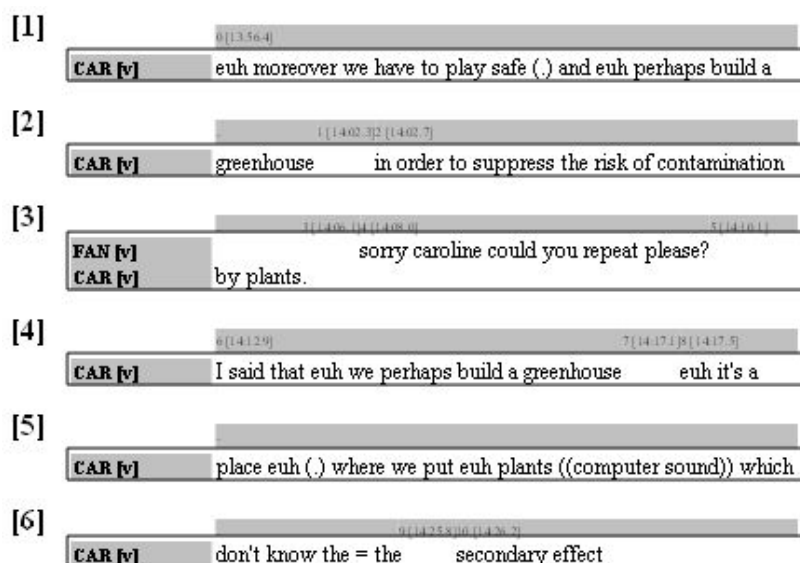 [1]
0 [13:56.4]
CAR [v] euh moreover we have to play safe (.) and euh perhaps build a
[2]
.. 1 [14:02.3] 2 [14:02.7]
CAR [v] greenhouse in order to suppress the risk of contamination
[3]
3 [14:06.1] 4 [14:08.0] 5 [14:10.1]
FAN [v] sorry caroline could you repeat please?
CAR [v] by plants.
[4]
6 [14:12.9] 7 [14:17.1] 8 [14:17.5]
CAR [v] I said that euh we perhaps build a greenhouse euh it's a
[5]
..
CAR [v] place euh (.) where we put euh plants ((computer sound)) which
[6]
9 [14:25.8] 10 [14:26.2]
CAR [v] don't know the = the secondary effect